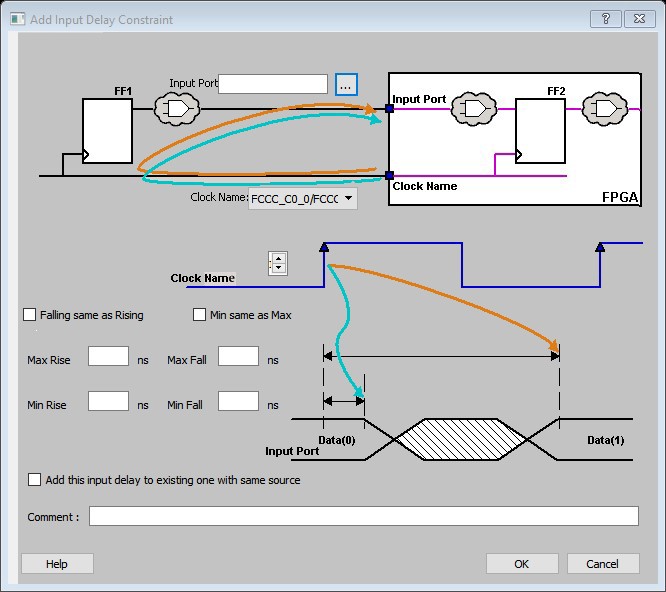 Add Input Delay Constraint
Input Port
...
FF1
Input Port
FF2
Clock Name
FPGA
Clock Name:
FCCC_C0_0/FCCC
Clock Name
Falling same as Rising
Min same as Max
Max Rise
ns
Max Fall
ns
Min Rise
ns
Min Fall
ns
Data(0)
Data(1)
Input Port
Add this input delay to existing one with same source
Comment :
Help
OK
Cancel